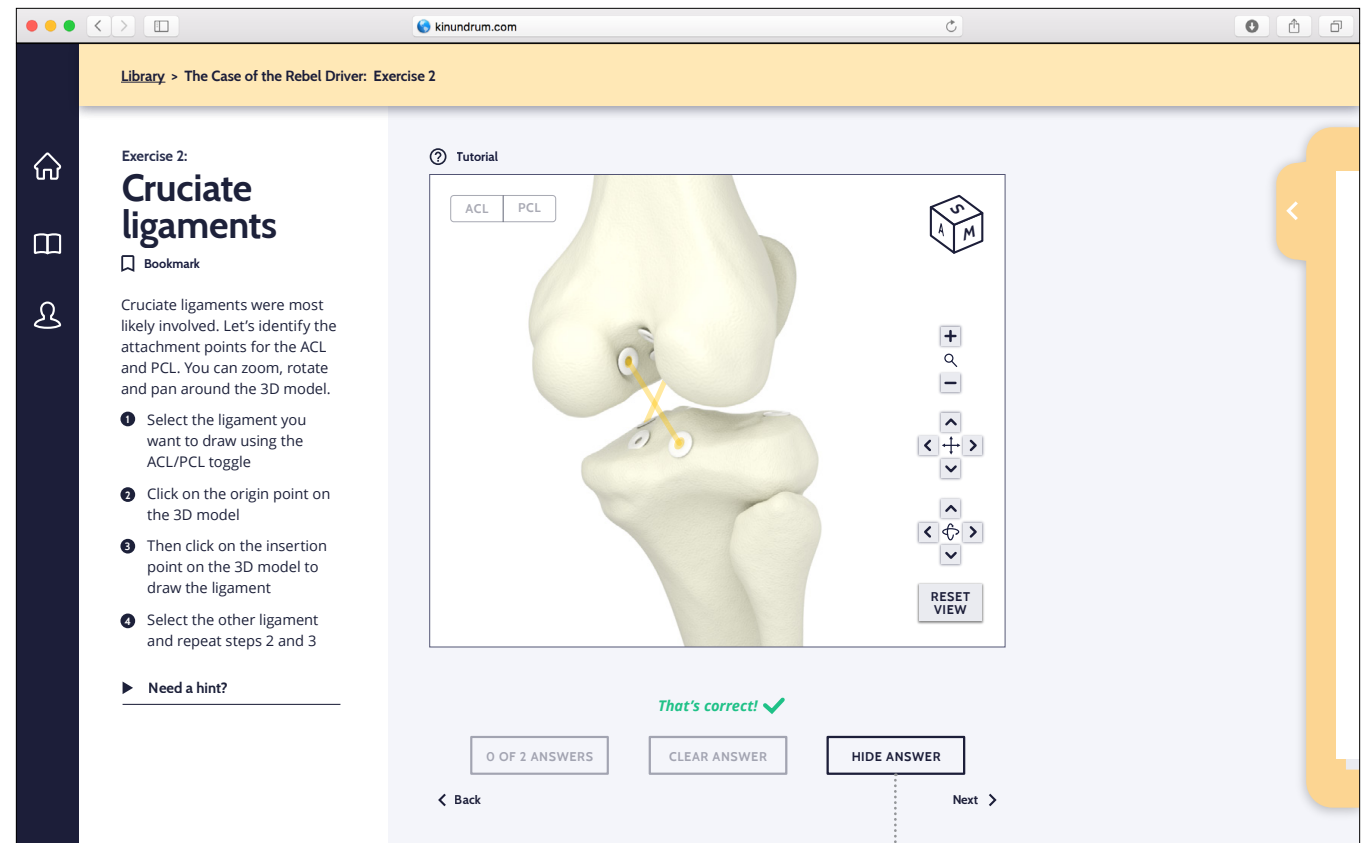 kinundrum.com
Library > The Case of the Rebel Driver: Exercise 2
Exercise 2:
Cruciate
ligaments
Bookmark
Cruciate ligaments were most
likely involved. Let's identify the
attachment points for the ACL
and PCL. You can zoom, rotate
and pan around the 3D model.
1 Select the ligament you
want to draw using the
ACL/PCL toggle
2 Click on the origin point on
the 3D model
3 Then click on the insertion
point on the 3D model to
draw the ligament
4 Select the other ligament
and repeat steps 2 and 3
Need a hint?
Tutorial
ACL PCL
S
A M
RESET
VIEW
That's correct!
0 OF 2 ANSWERS CLEAR ANSWER HIDE ANSWER
Back Next